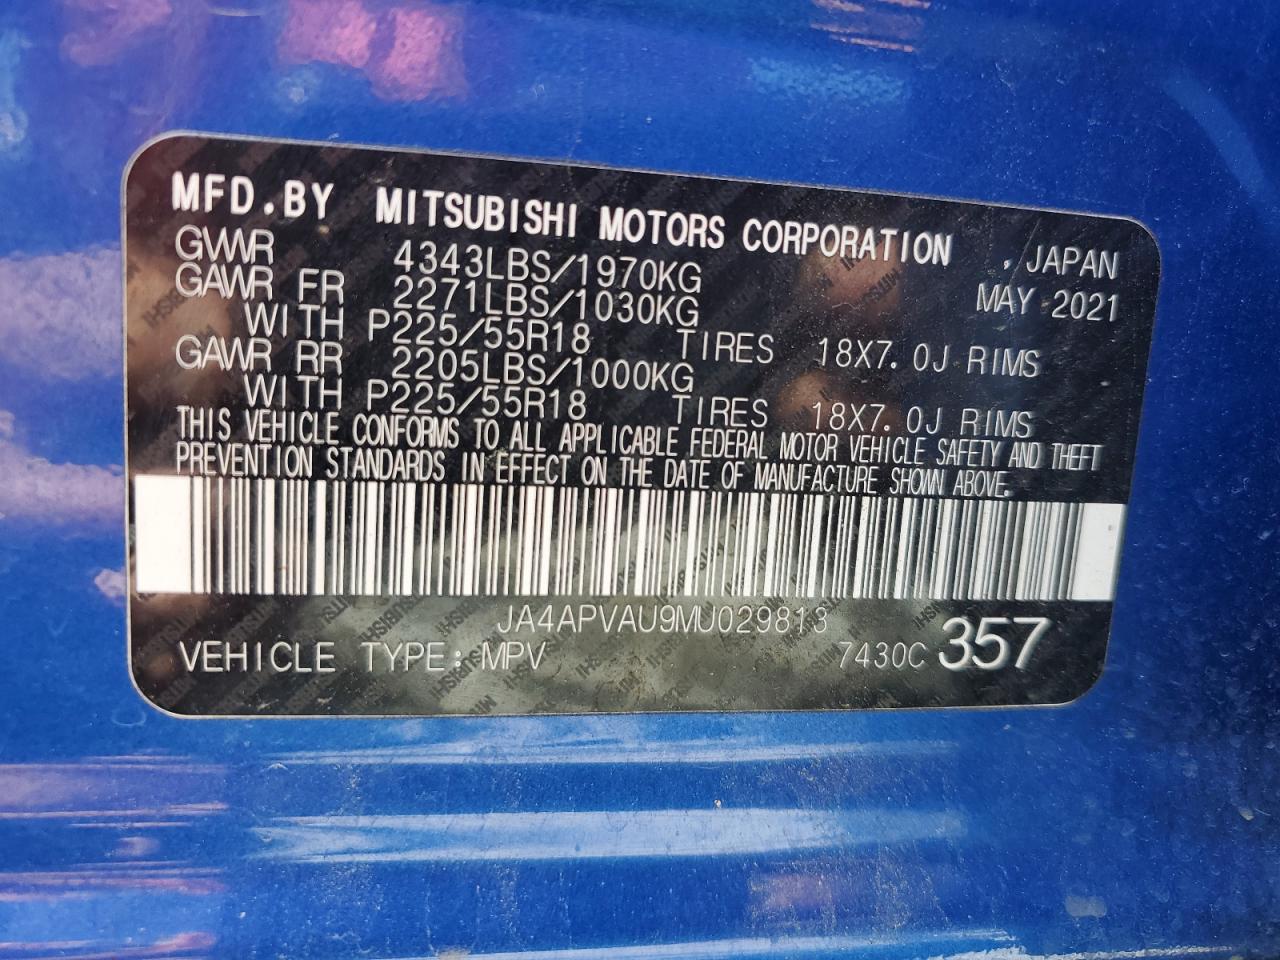 MFD.BY MITSUBISHI MOTORS CORPORATION , JAPAN
GVWR 4343LBS/1970KG MAY 2021
GAWR FR 2271LBS/1030KG
WITH P225/55R18 TIRES 18X7.0J RIMS
GAWR RR 2205LBS/1000KG
WITH P225/55R18 TIRES 18X7.0J RIMS
THIS VEHICLE CONFORMS TO ALL APPLICABLE FEDERAL MOTOR VEHICLE SAFETY AND THEFT
PREVENTION STANDARDS IN EFFECT ON THE DATE OF MANUFACTURE SHOWN ABOVE.
JA4APVAU9MU029813
VEHICLE TYPE: MPV 7430C 357